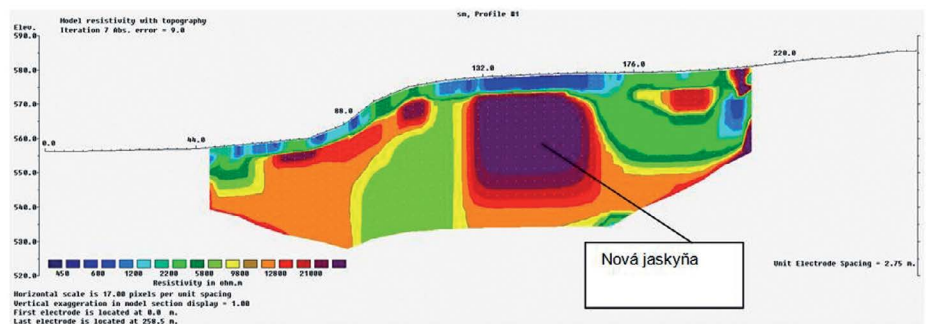 sm, Profile 01
Model resistivity with topography
Iteration 7 Abs. error = 9.0
Elev.
590.0
580.0
570.0
560.0
550.0
540.0
530.0
520.0
0.0
44.0
88.0
132.0
176.0
220.0
Nová jaskyňa
450 600 1200 2200 5000 9800 12800 21000
Resistivity in ohm.m
Unit Electrode Spacing = 2.75 m.
Horizontal scale is 17.00 pixels per unit spacing
Vertical exaggeration in model section display = 1.00
First electrode is located at 0.0 m.
Last electrode is located at 258.5 m.